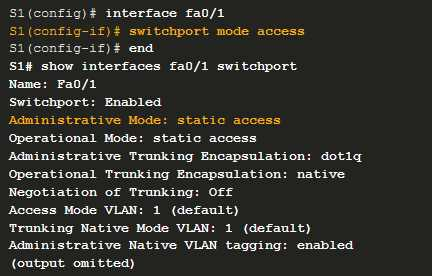 S1(config)# interface fa0/1
S1(config-if)# switchport mode access
S1(config-if)# end
S1# show interfaces fa0/1 switchport
Name: Fa0/1
Switchport: Enabled
Administrative Mode: static access
Operational Mode: static access
Administrative Trunking Encapsulation: dot1q
Operational Trunking Encapsulation: native
Negotiation of Trunking: Off
Access Mode VLAN: 1 (default)
Trunking Native Mode VLAN: 1 (default)
Administrative Native VLAN tagging: enabled
(output omitted)